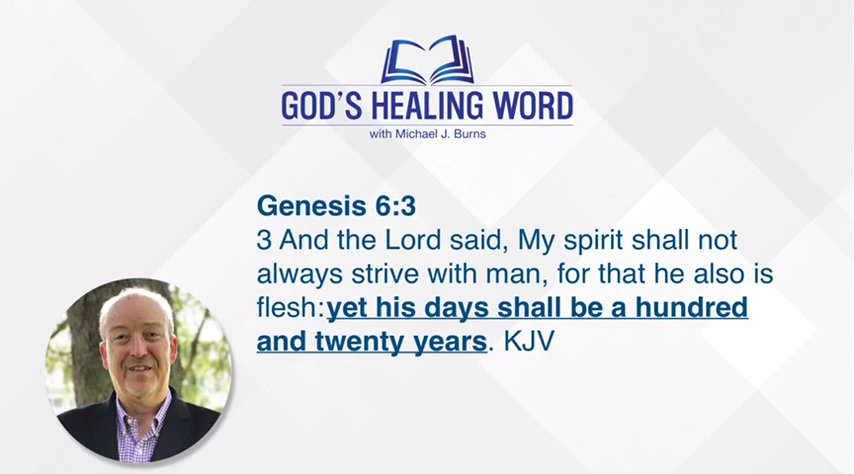 GOD'S HEALING WORD
with Michael J. Burns
Genesis 6:3
3 And the Lord said, My spirit shall not
always strive with man, for that he also is
flesh:yet his days shall be a hundred
and twenty years. KJV